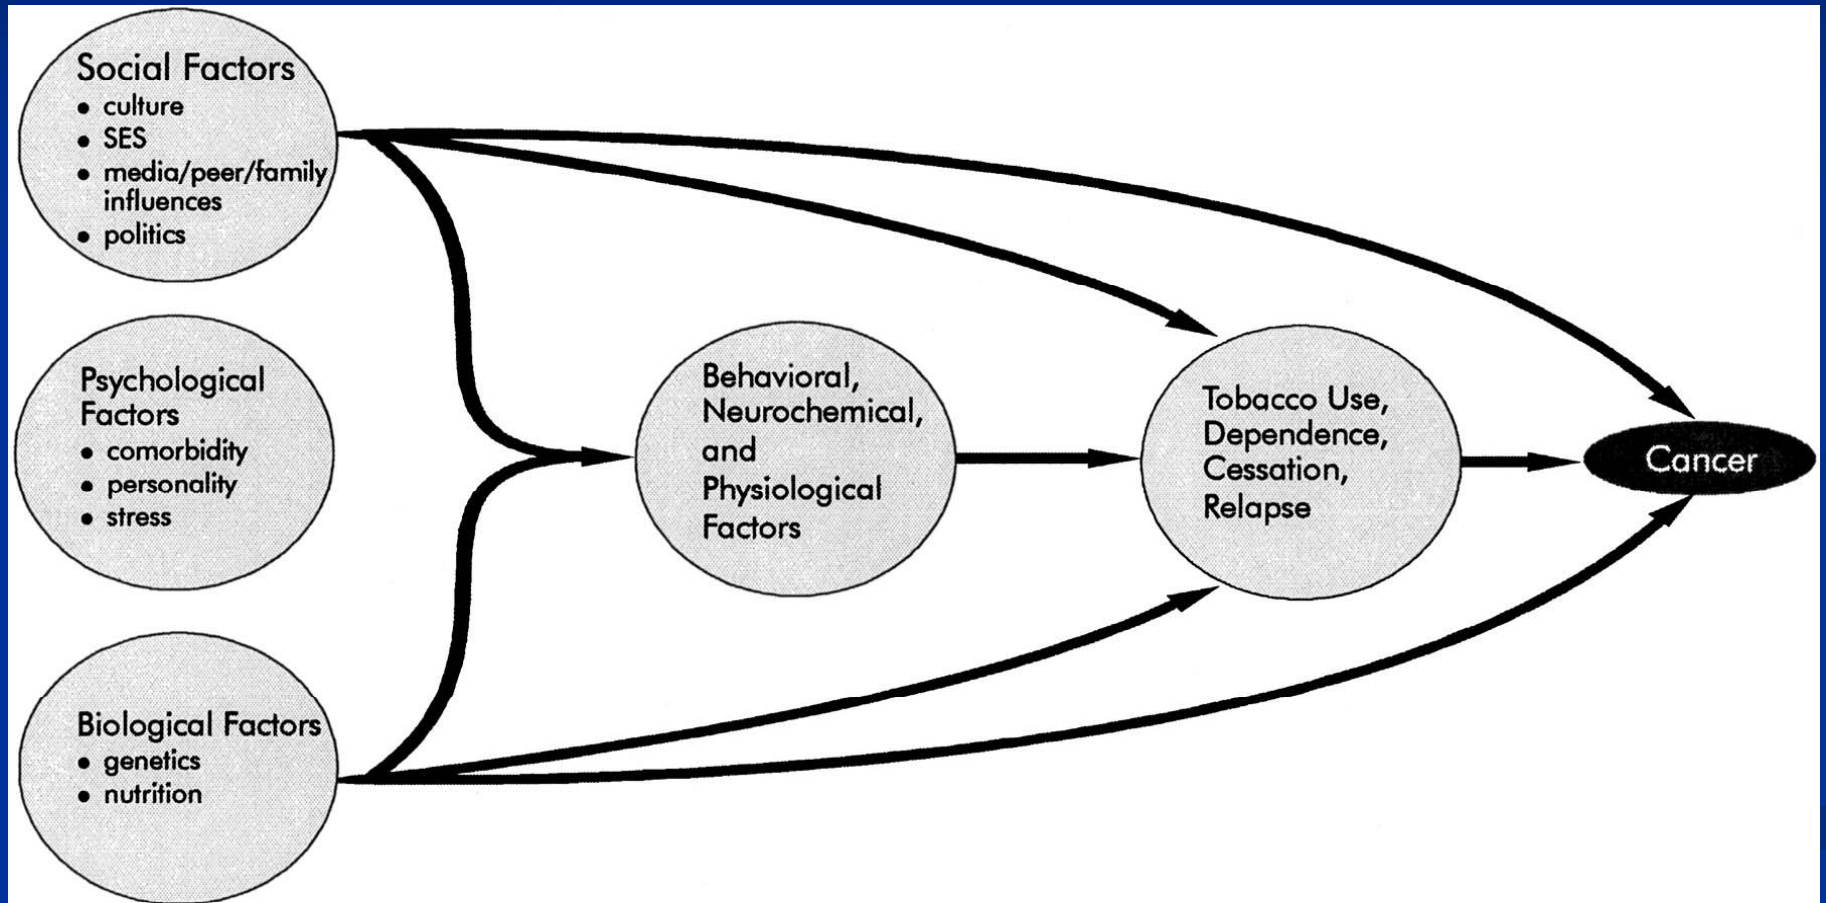 Social Factors
• culture
• SES
• media/peer/family
influences
• politics
Psychological
Factors
• comorbidity
• personality
• stress
Biological Factors
• genetics
• nutrition
Behavioral,
Neurochemical,
and
Physiological
Factors
Tobacco Use,
Dependence,
Cessation,
Relapse
Cancer